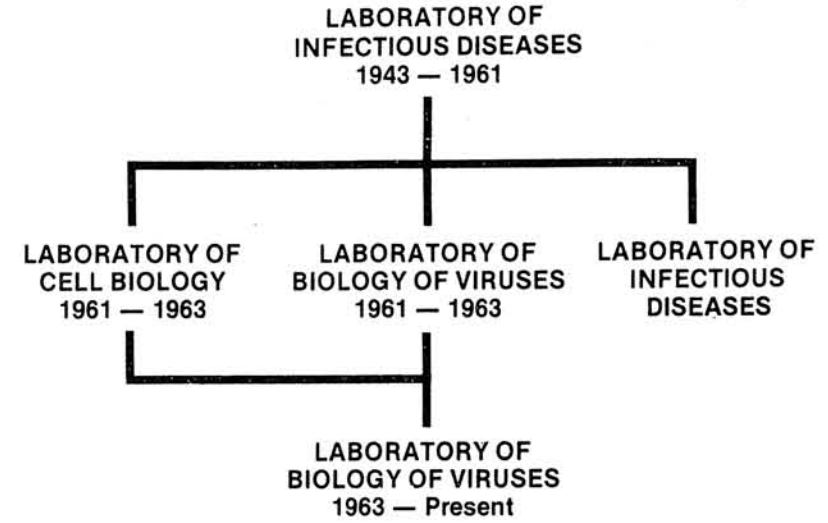 LABORATORY OF
INFECTIOUS DISEASES
1943 — 1961
LABORATORY OF
CELL BIOLOGY
1961 — 1963
LABORATORY OF
BIOLOGY OF VIRUSES
1961 — 1963
LABORATORY OF
INFECTIOUS
DISEASES
LABORATORY OF
BIOLOGY OF VIRUSES
1963 — Present